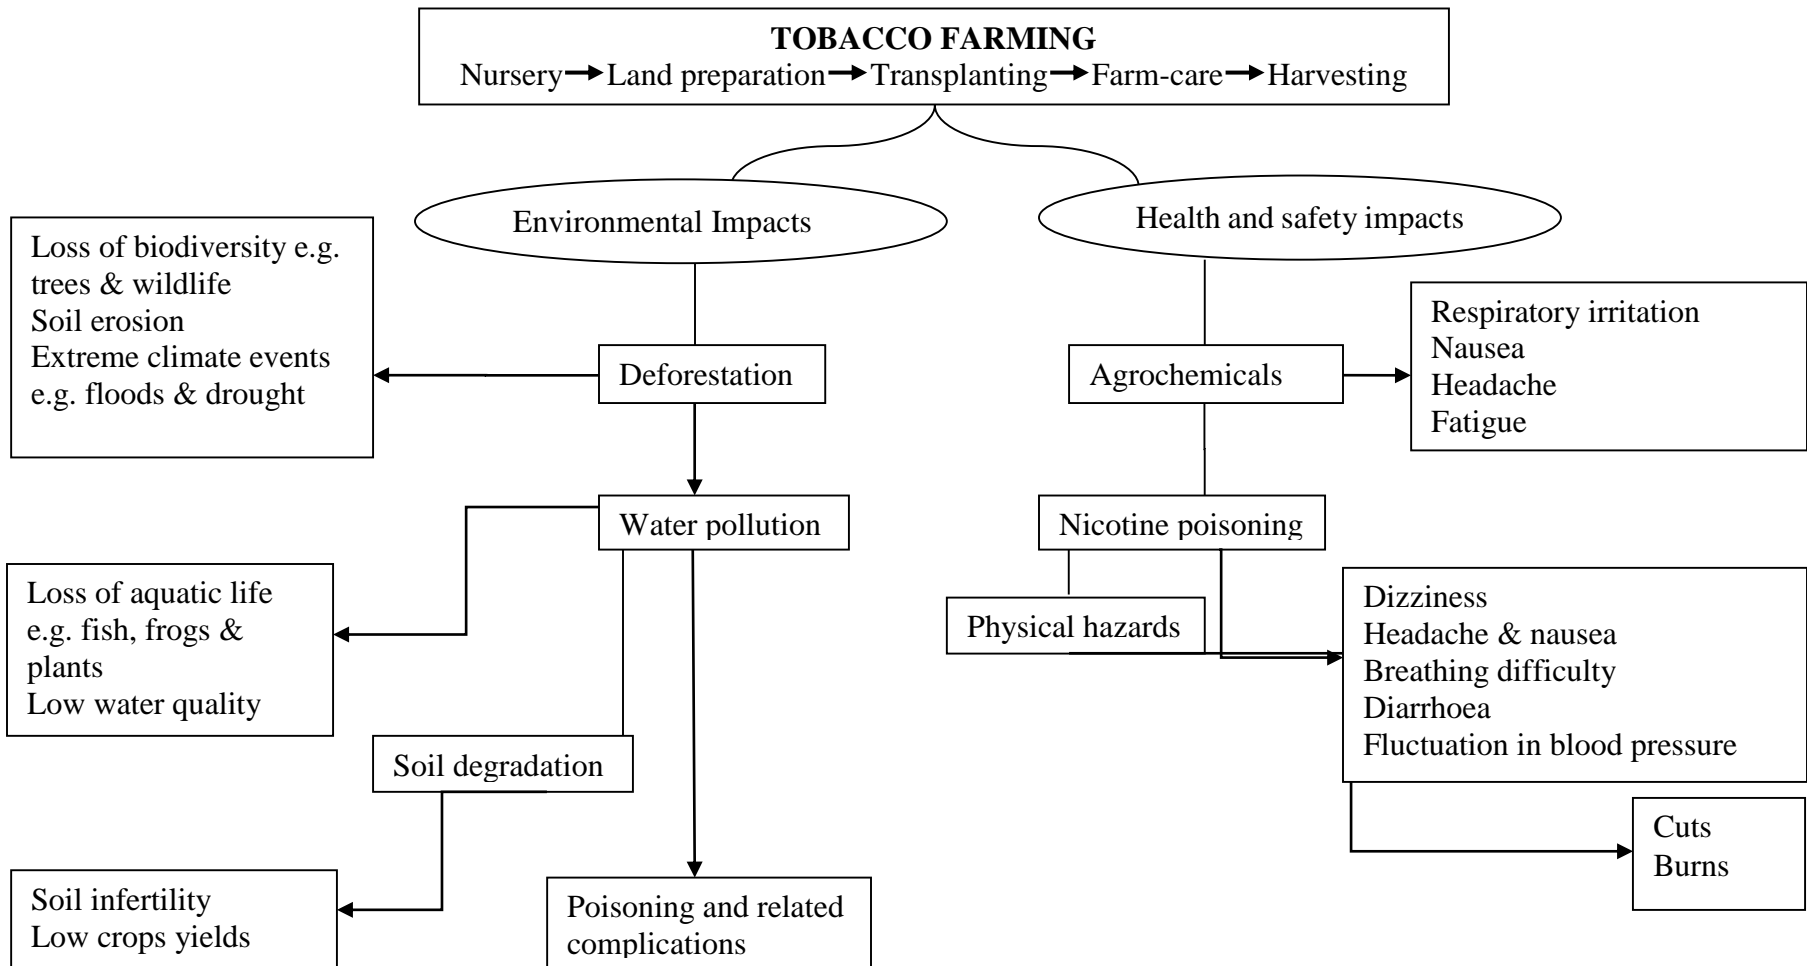 TOBACCO FARMING
Nursery Land preparation Transplanting Farm-care Harvesting
Environmental Impacts
Health and safety impacts
Loss of biodiversity e.g.
trees & wildlife
Soil erosion
Extreme climate events
e.g. floods & drought
Deforestation
Agrochemicals
Respiratory irritation
Nausea
Headache
Fatigue
Water pollution
Nicotine poisoning
Loss of aquatic life
e.g. fish, frogs &
plants
Low water quality
Physical hazards
Dizziness
Headache & nausea
Breathing difficulty
Diarrhoea
Fluctuation in blood pressure
Soil degradation
Cuts
Burns
Soil infertility
Low crops yields
Poisoning and related
complications